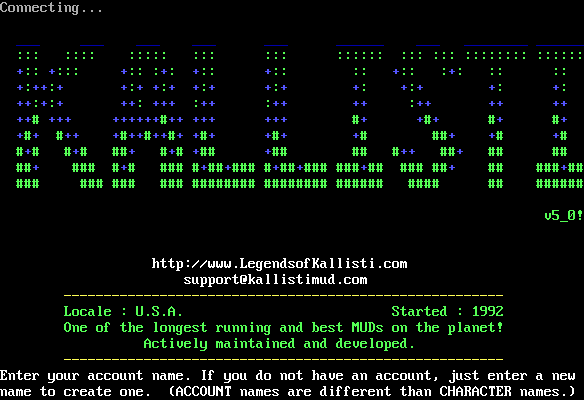 Connecting...
KALLISTI
v5_0!
http://www.LegendsofKallisti.com
support@kallistimud.com
Locale : U.S.A. Started : 1992
One of the longest running and best MUDs on the planet!
Actively maintained and developed.
Enter your account name. If you do not have an account, just enter a new
name to create one. (ACCOUNT names are different than CHARACTER names.)